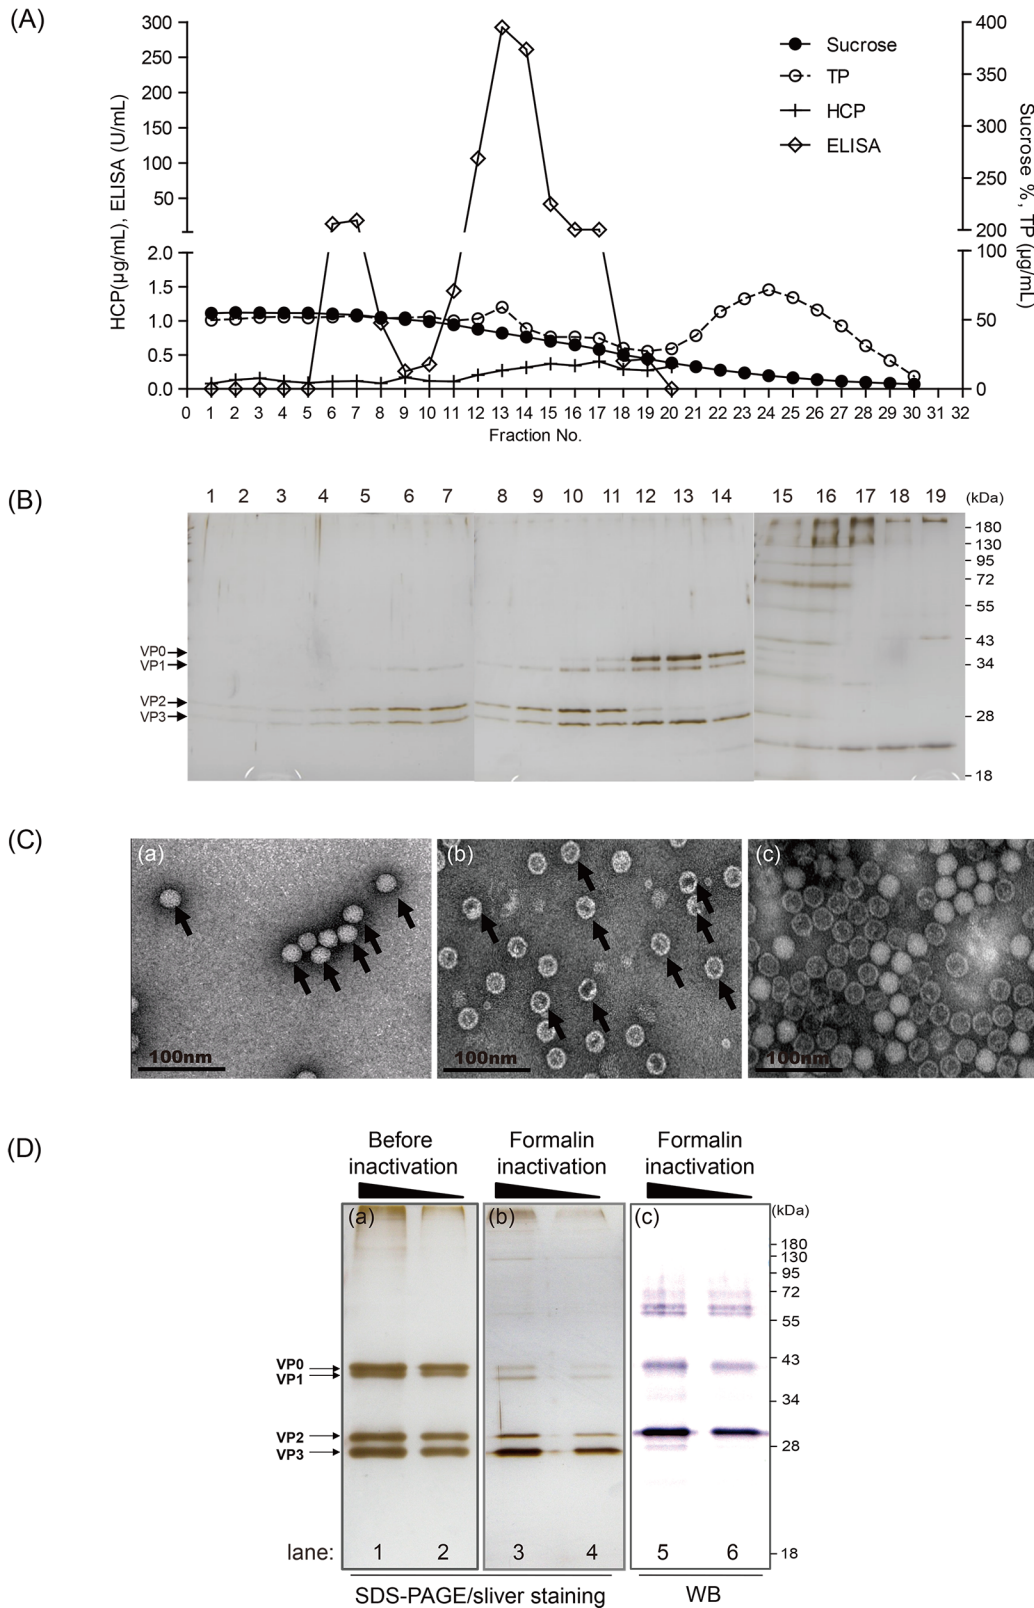 (A)
300
250
200
150
100
50
2.0
1.5
1.0
0.5
0.0
HCP(μg/mL), ELISA (U/mL)
Sucrose
TP
HCP
ELISA
400
350
300
250
200
100
50
0
Sucrose %, TP (μg/mL)
0 1 2 3 4 5 6 7 8 9 10 11 12 13 14 15 16 17 18 19 20 21 22 23 24 25 26 27 28 29 30 31 32
Fraction No.
(B)
1 2 3 4 5 6 7 8 9 10 11 12 13 14 15 16 17 18 19 (kDa)
180
130
95
72
55
43
34
28
18
VP0
VP1
VP2
VP3
(C)
(a) (b) (c)
100nm 100nm 100nm
(D)
Before
inactivation
Formalin
inactivation
Formalin
inactivation
(a) (b) (c)
(kDa)
180
130
95
72
55
43
34
28
18
VP0
VP1
VP2
VP3
lane: 1 2 3 4 5 6
SDS-PAGE/sliver staining WB